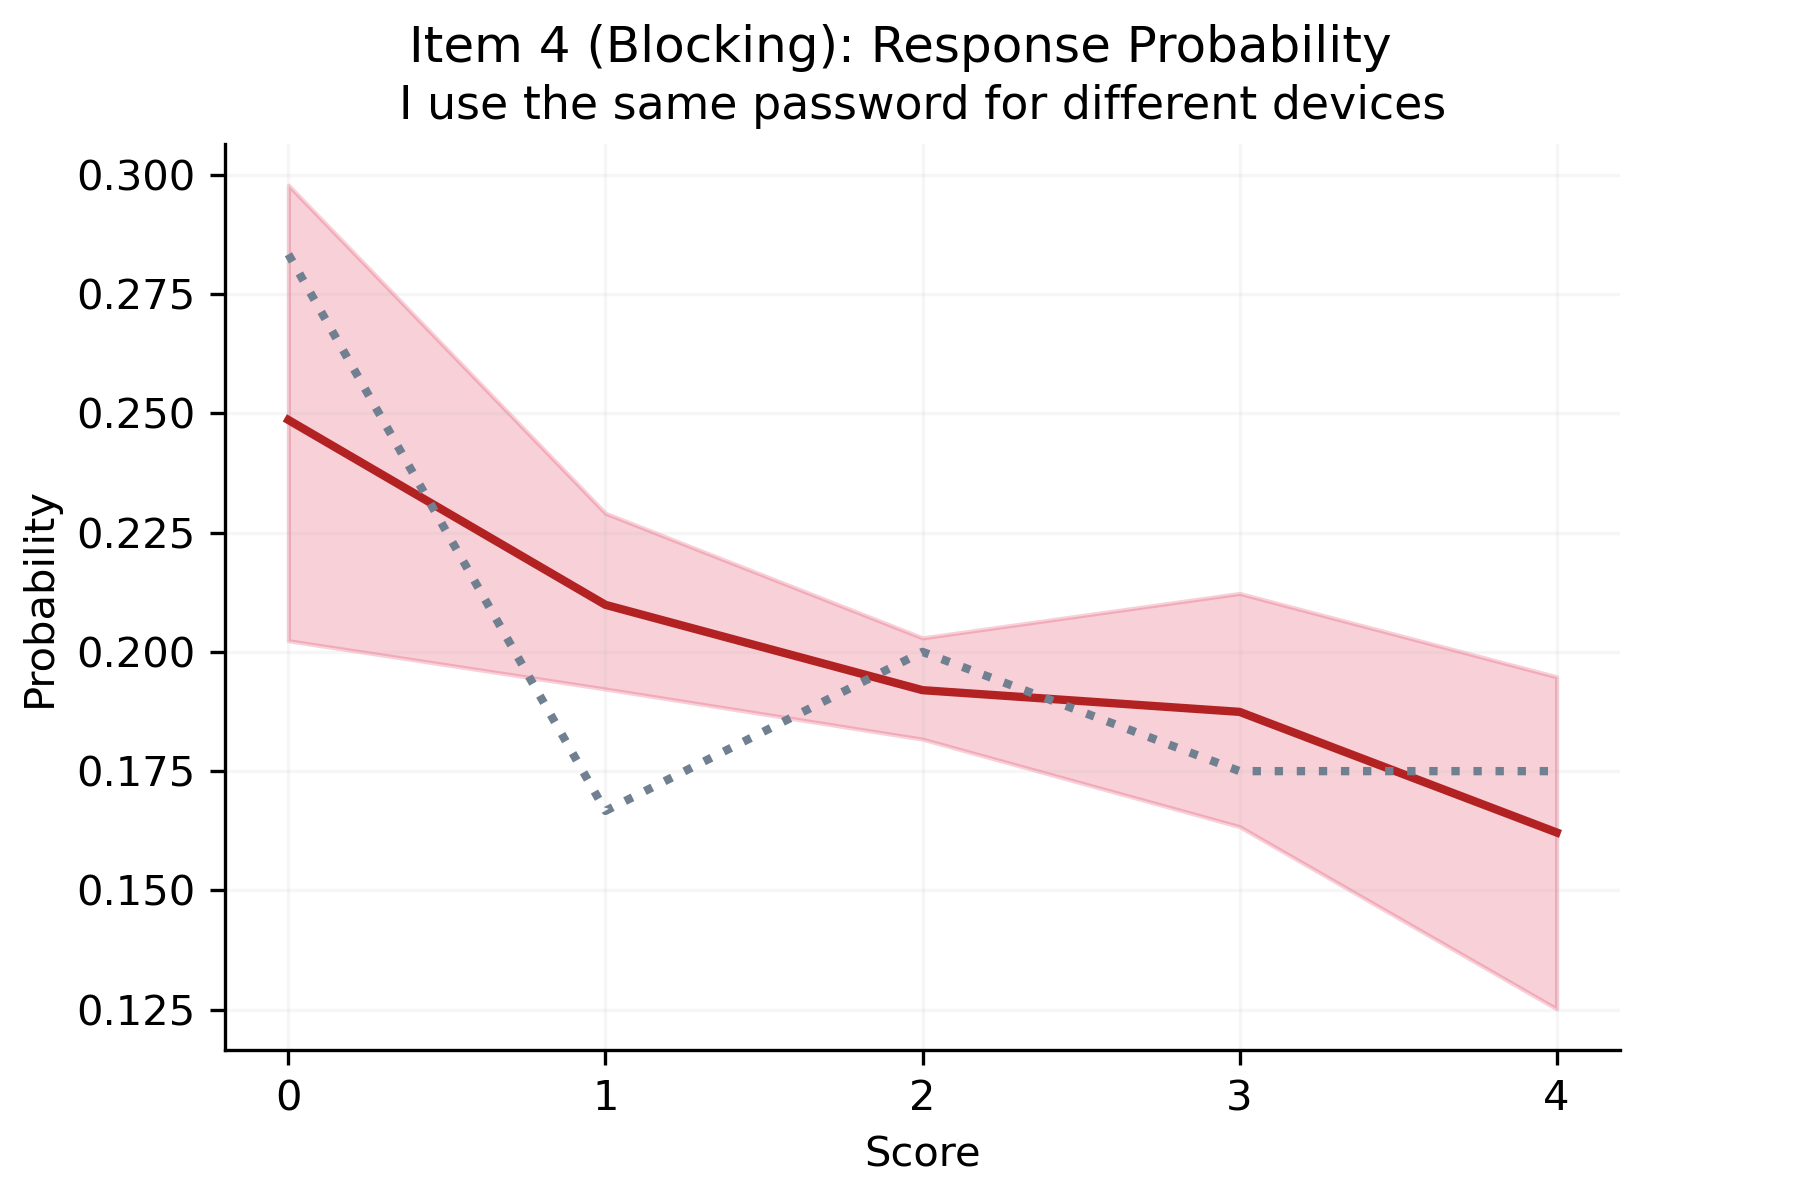 Item 4 (Blocking): Response Probability
I use the same password for different devices
0.300
0.275
0.250
0.225
0.200
0.175
0.150
0.125
Probability
0 1 2 3 4
Score